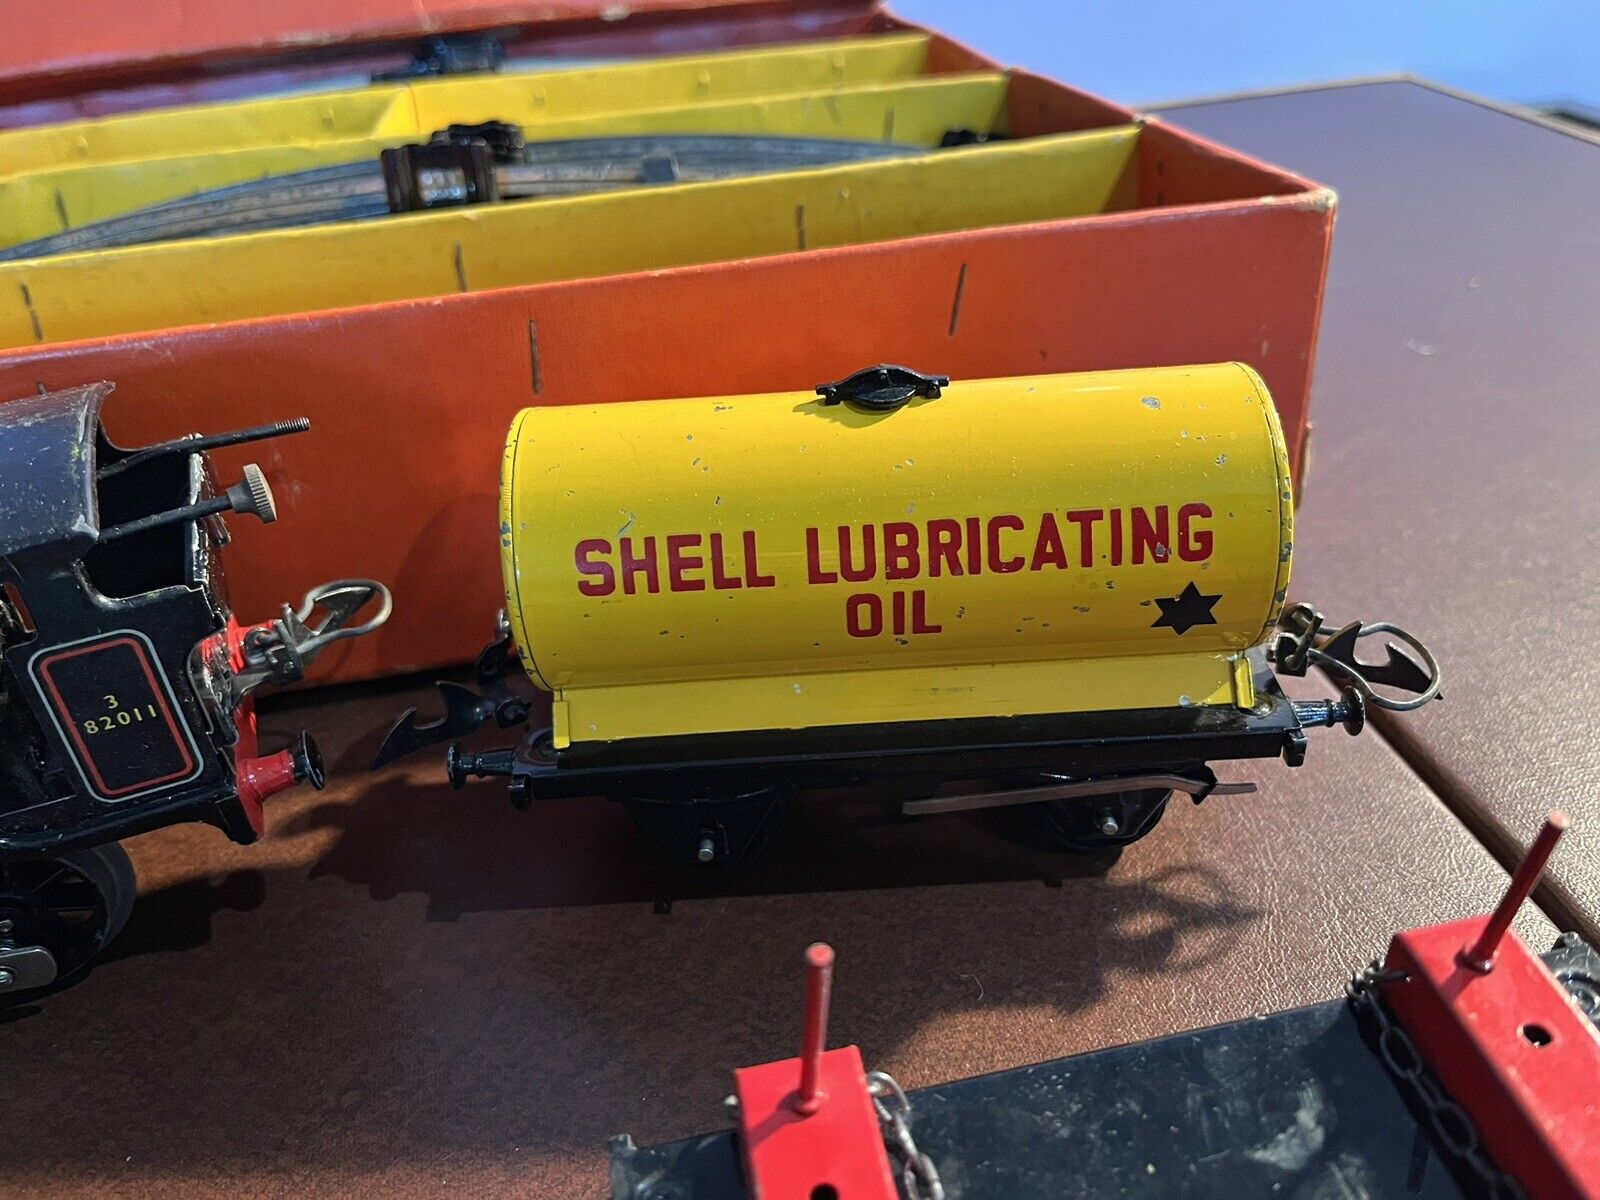 SHELL LUBRICATING
OIL
3
82011